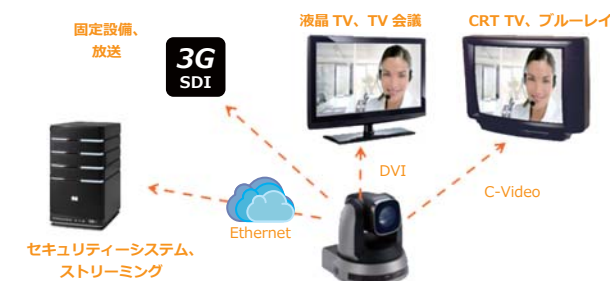 固定設備、
放送
3G
SDI
液晶 TV、TV 会議
CRT TV、ブルーレイ
DVI
C-Video
Ethernet
セキュリティーシステム、
ストリーミング